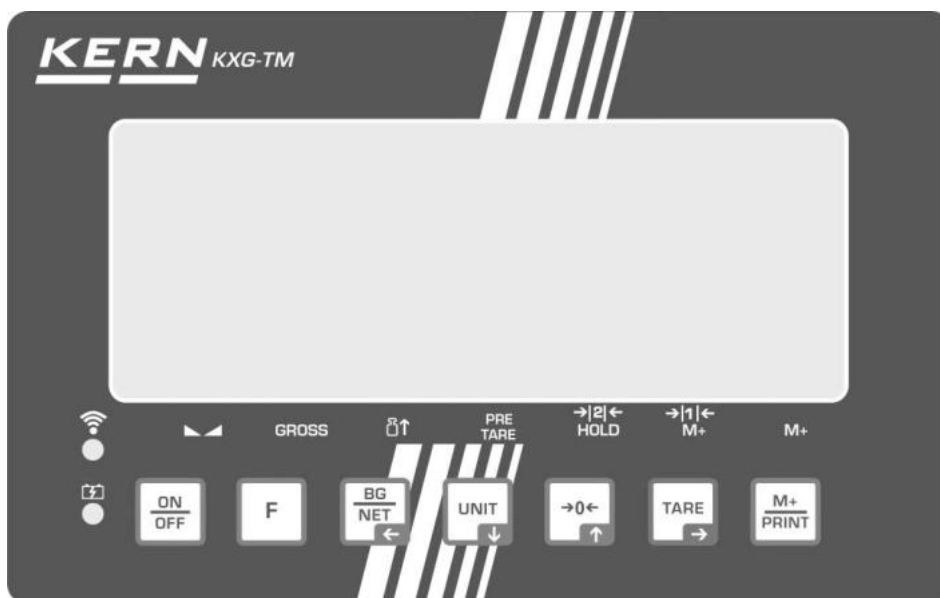 KERN KXG-TM
→|2|← →|1|←
GROSS PRE TARE HOLD M+ M+
ON
OFF
F
BG
NET
←
UNIT
↓
→0←
↑
TARE
→
M+
PRINT